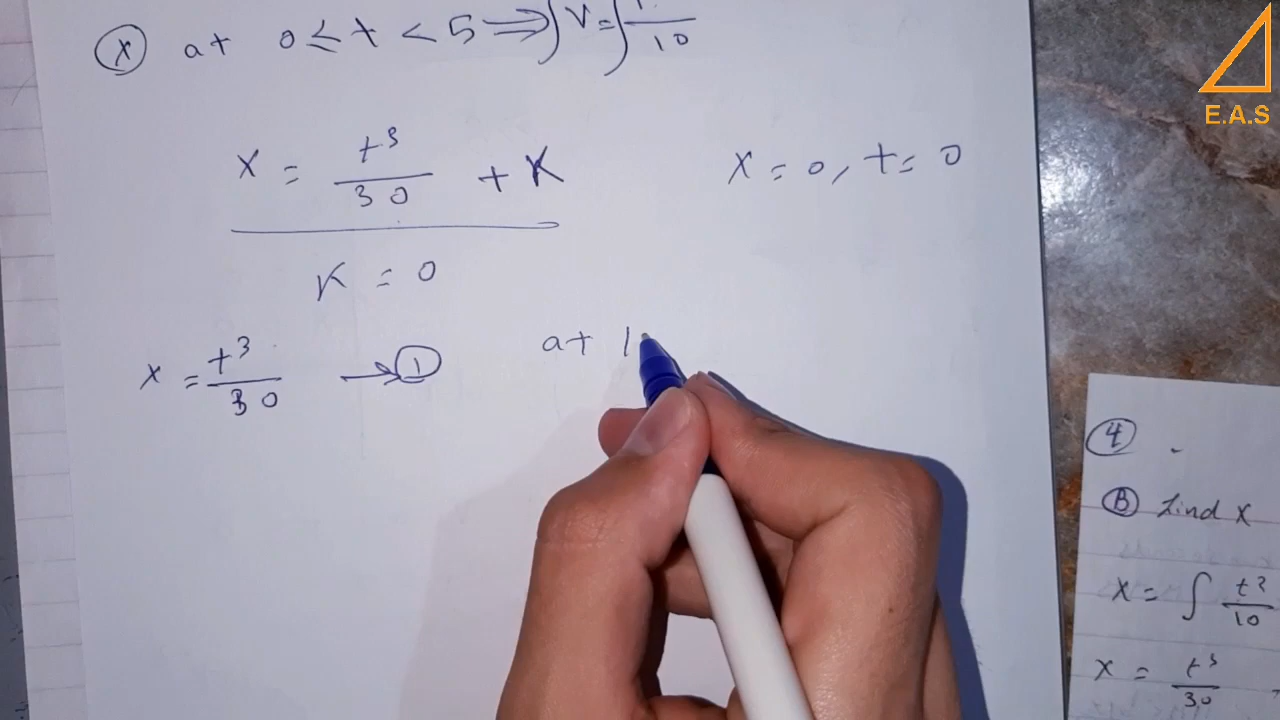 (x) at 0 ≤ t < 5 ⇒ ∫ V = ∫ /10
x = t³/30 + K
x = 0, t = 0
K = 0
x = t³/30 → (1)
at
E.A.S
(4)
(B) find x
x = ∫ t²/10
x = t³/30